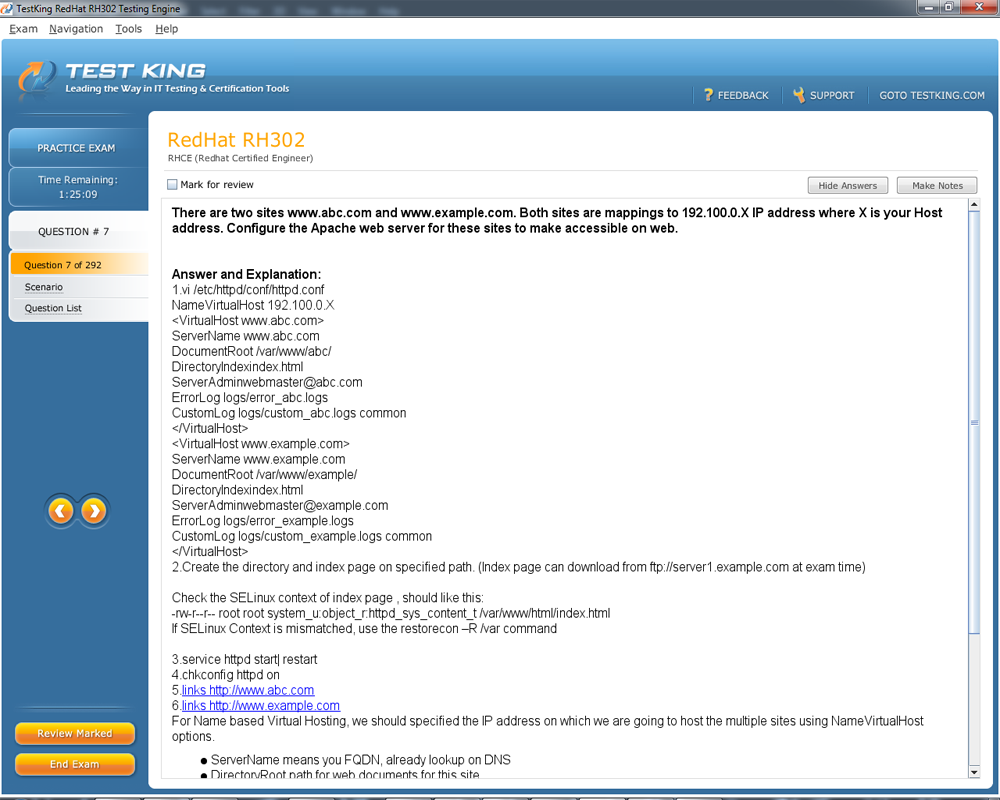 TestKing RedHat RH302 Testing Engine
Exam Navigation Tools Help
TEST KING
Leading the Way in IT Testing & Certification Tools
FEEDBACK SUPPORT GOTO TESTKING.COM
PRACTICE EXAM
Time Remaining:
1:25:09
QUESTION # 7
Question 7 of 292
Scenario
Question List
Review Marked
End Exam
RedHat RH302
RHCE (Redhat Certified Engineer)
Mark for review
Hide Answers Make Notes
There are two sites www.abc.com and www.example.com. Both sites are mappings to 192.100.0.X IP address where X is your Host
address. Configure the Apache web server for these sites to make accessible on web.
Answer and Explanation:
1.vi /etc/httpd/conf/httpd.conf
NameVirtualHost 192.100.0.X
<VirtualHost www.abc.com>
ServerName www.abc.com
DocumentRoot /var/www/abc/
DirectoryIndexindex.html
ServerAdminwebmaster@abc.com
ErrorLog logs/error_abc.logs
CustomLog logs/custom_abc.logs common
</VirtualHost>
<VirtualHost www.example.com>
ServerName www.example.com
DocumentRoot /var/www/example/
DirectoryIndexindex.html
ServerAdminwebmaster@example.com
ErrorLog logs/error_example.logs
CustomLog logs/custom_example.logs common
</VirtualHost>
2.Create the directory and index page on specified path. (Index page can download from ftp://server1.example.com at exam time)
Check the SELinux context of index page , should like this:
-rw-r--r-- root root system_u:object_r:httpd_sys_content_t /var/www/html/index.html
If SELinux Context is mismatched, use the restorecon –R /var command
3.service httpd start| restart
4.chkconfig httpd on
5.links http://www.abc.com
6.links http://www.example.com
For Name based Virtual Hosting, we should specified the IP address on which we are going to host the multiple sites using NameVirtualHost
options.
● ServerName means you FQDN, already lookup on DNS
● DirectoryRoot path for web documents for this site